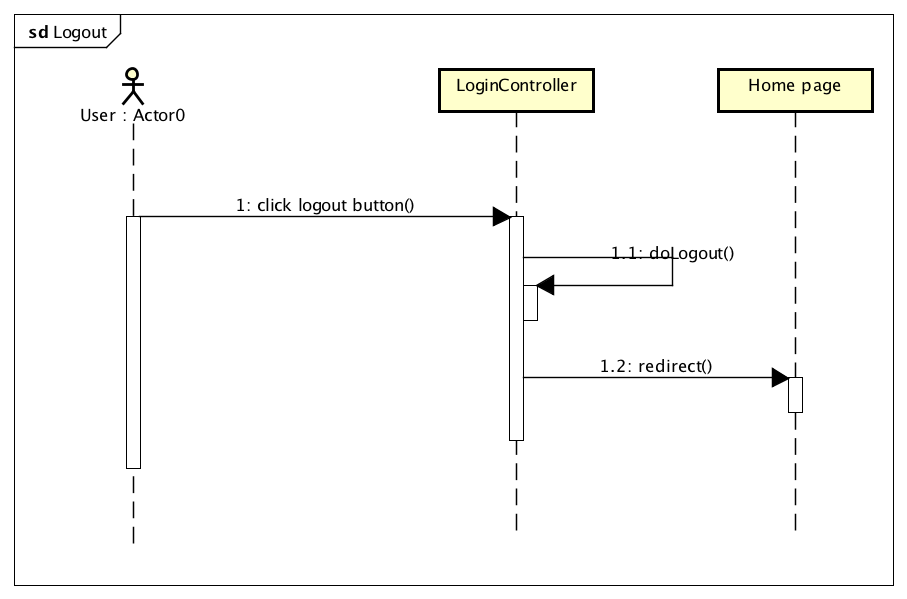 sd Logout
User : Actor0
LoginController
Home page
1: click logout button()
1.1: doLogout()
1.2: redirect()